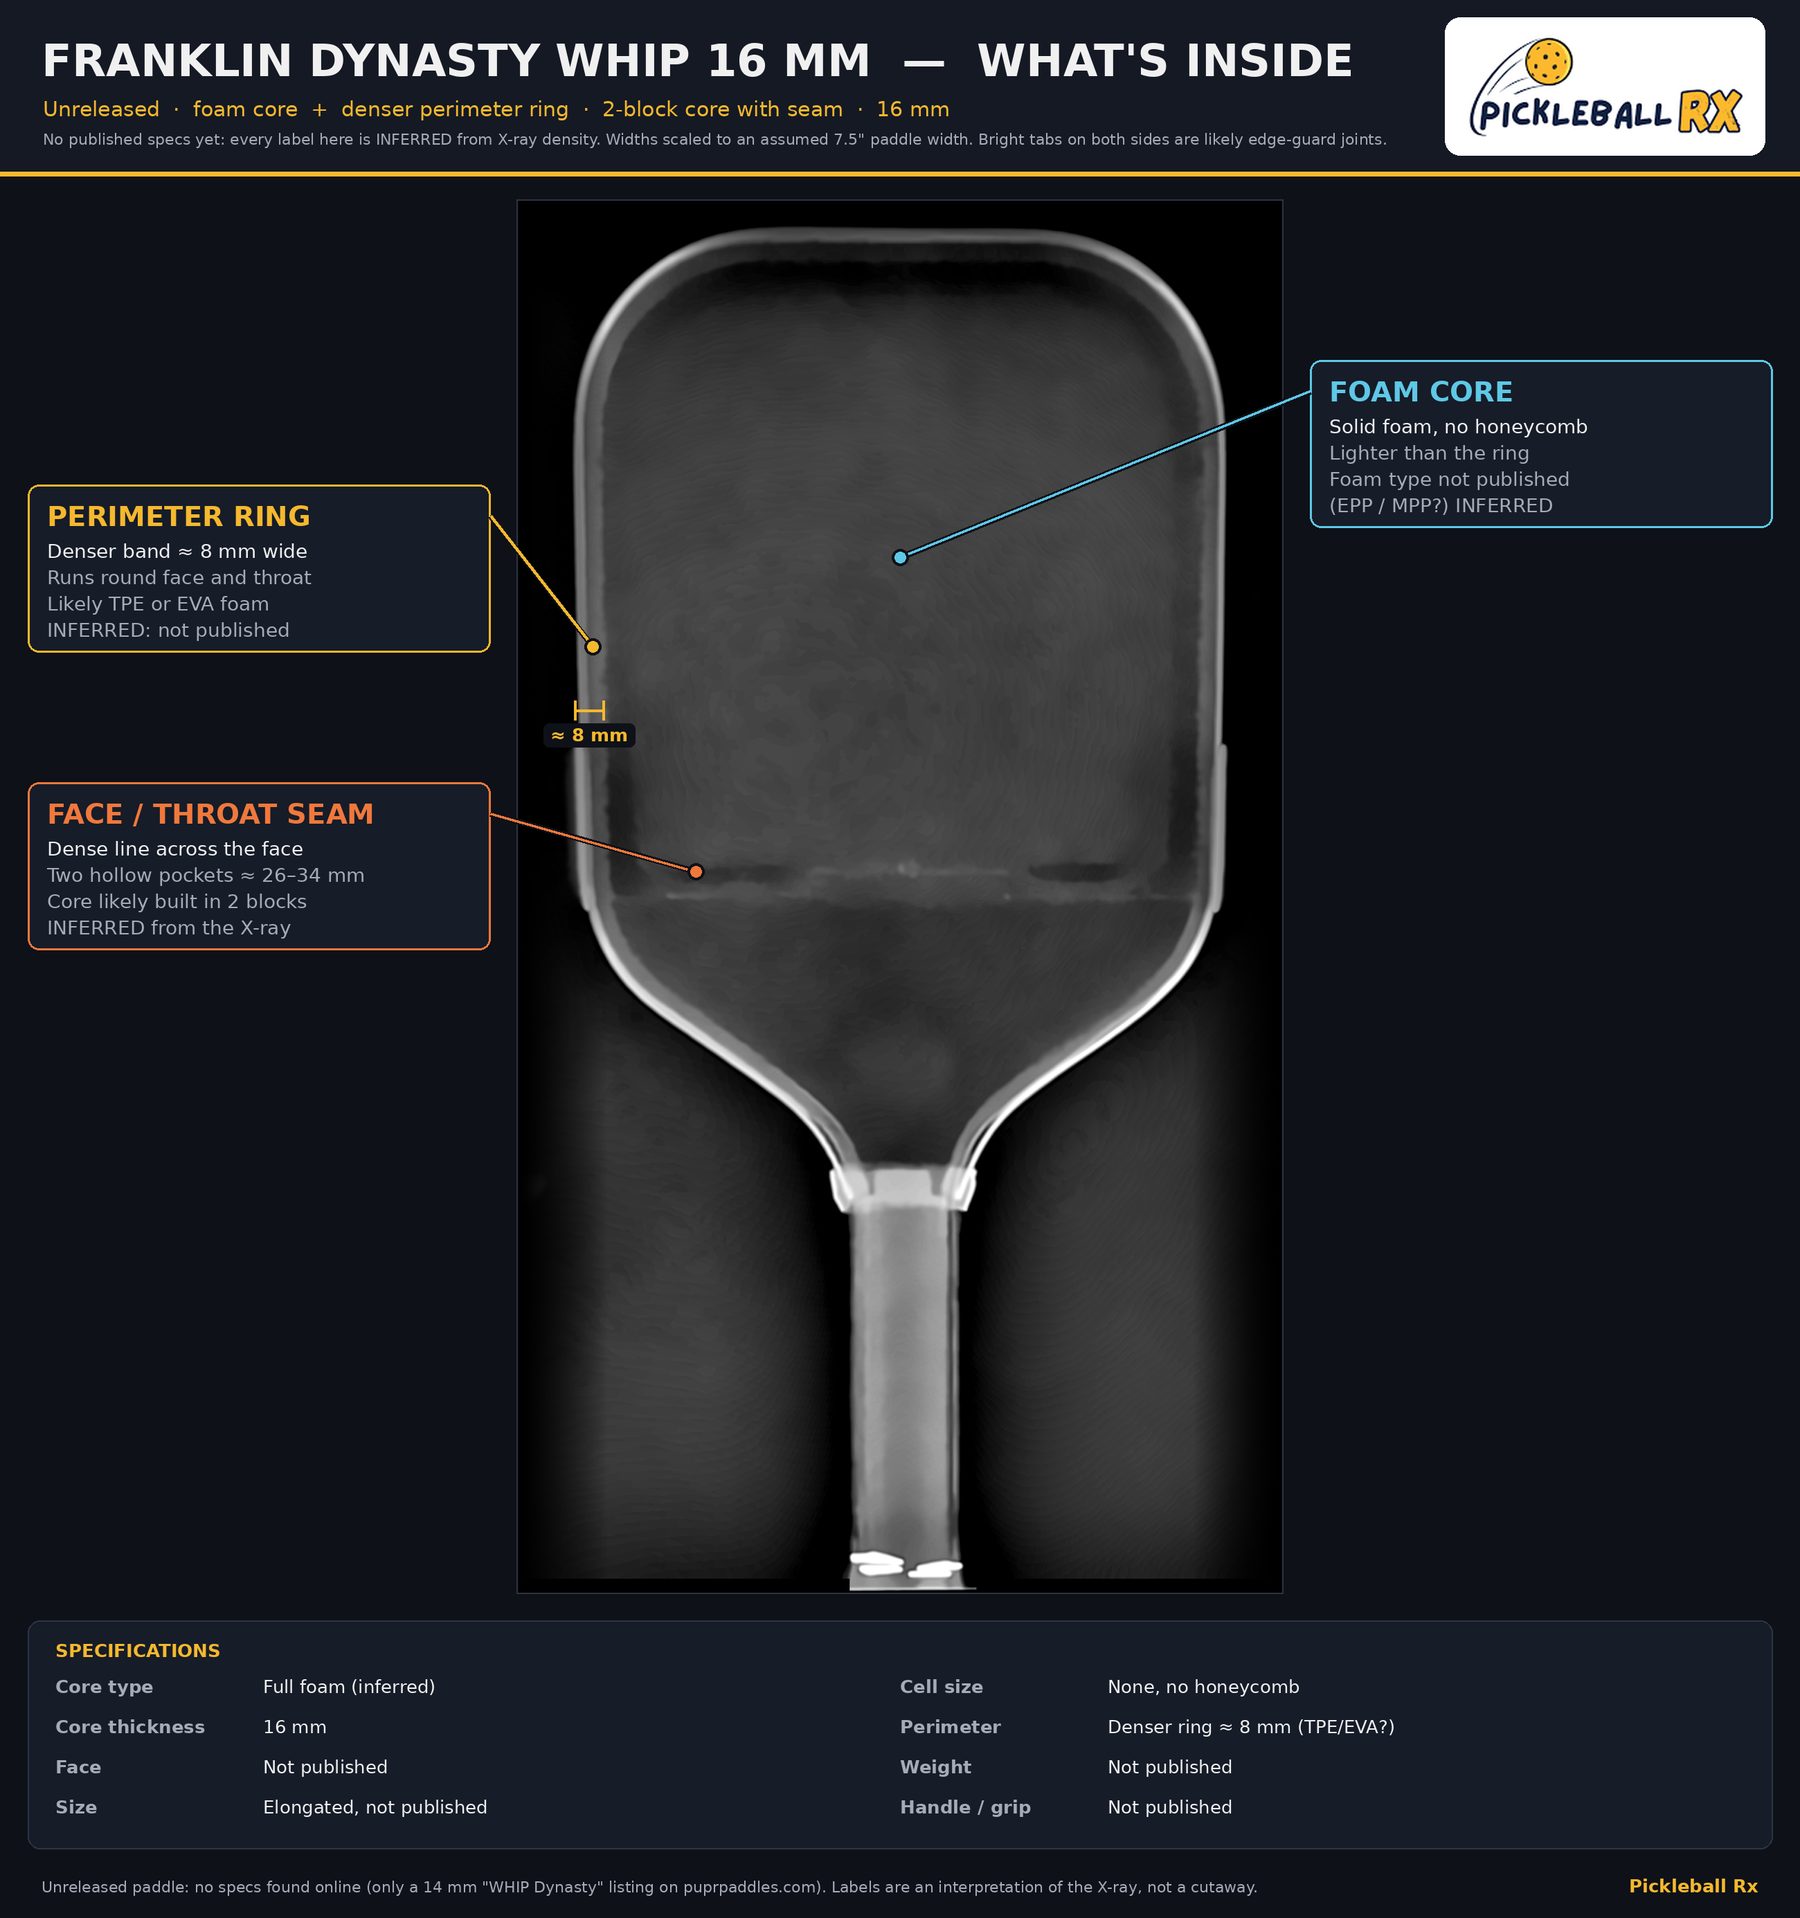 FRANKLIN DYNASTY WHIP 16 MM — WHAT'S INSIDE
Unreleased · foam core + denser perimeter ring · 2-block core with seam · 16 mm
No published specs yet: every label here is INFERRED from X-ray density. Widths scaled to an assumed 7.5" paddle width. Bright tabs on both sides are likely edge-guard joints.
PICKLEBALL RX
FOAM CORE
Solid foam, no honeycomb
Lighter than the ring
Foam type not published
(EPP / MPP?) INFERRED
PERIMETER RING
Denser band ≈ 8 mm wide
Runs round face and throat
Likely TPE or EVA foam
INFERRED: not published
≈ 8 mm
FACE / THROAT SEAM
Dense line across the face
Two hollow pockets ≈ 26–34 mm
Core likely built in 2 blocks
INFERRED from the X-ray
SPECIFICATIONS
Core type Full foam (inferred)
Cell size None, no honeycomb
Core thickness 16 mm
Perimeter Denser ring ≈ 8 mm (TPE/EVA?)
Face Not published
Weight Not published
Size Elongated, not published
Handle / grip Not published
Unreleased paddle: no specs found online (only a 14 mm "WHIP Dynasty" listing on puprpaddles.com). Labels are an interpretation of the X-ray, not a cutaway.
Pickleball Rx